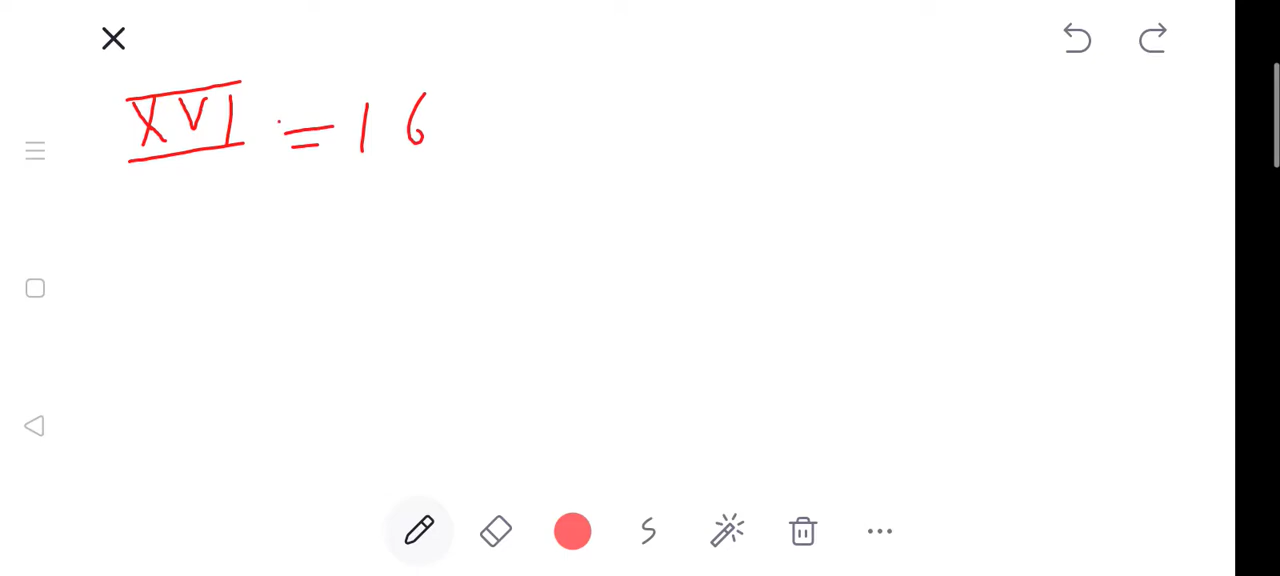 XVI = 16